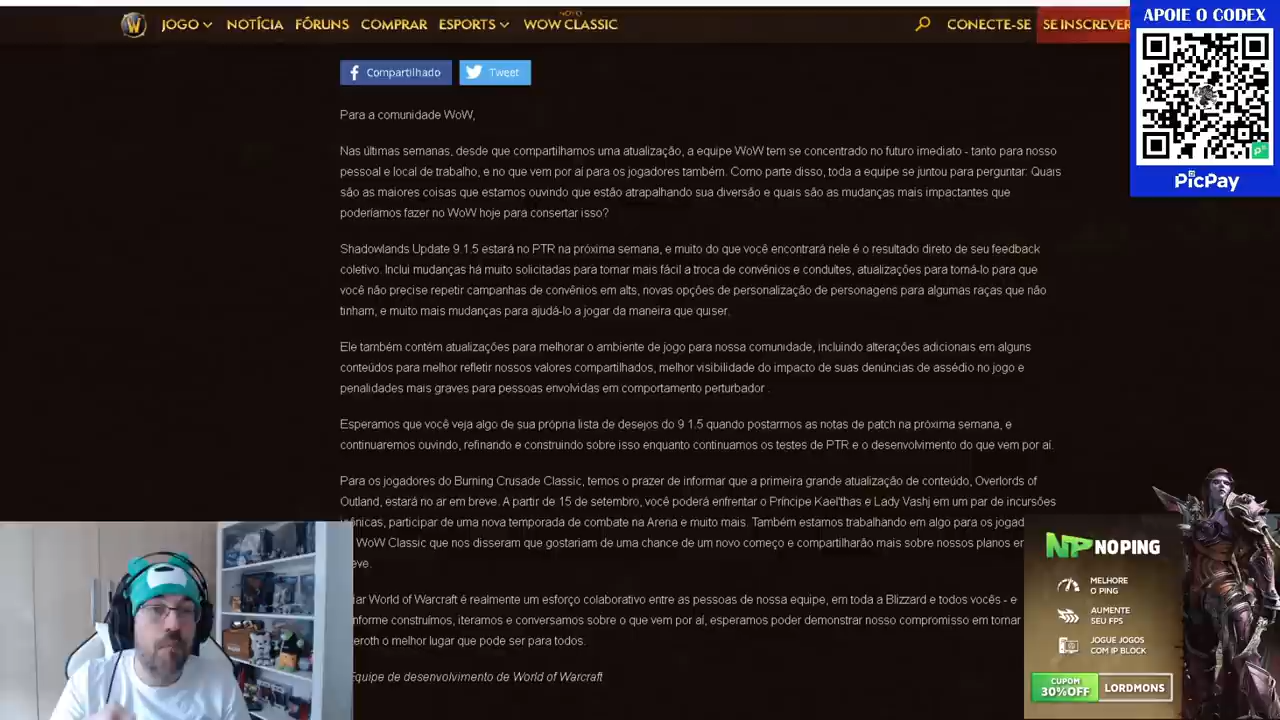 JOGO
NOTÍCIA
FÓRUNS
COMPRAR
ESPORTS
NOVO
WOW CLASSIC
CONECTE-SE
SE INSCREVER
APOIE O CODEX
PicPay
Compartilhado
Tweet
Para a comunidade WoW,
Nas últimas semanas, desde que compartilhamos uma atualização, a equipe WoW tem se concentrado no futuro imediato - tanto para nosso
pessoal e local de trabalho, e no que vem por aí para os jogadores também. Como parte disso, toda a equipe se juntou para perguntar: Quais
são as maiores coisas que estamos ouvindo que estão atrapalhando sua diversão e quais são as mudanças mais impactantes que
poderíamos fazer no WoW hoje para consertar isso?
Shadowlands Update 9.1.5 estará no PTR na próxima semana, e muito do que você encontrará nele é o resultado direto de seu feedback
coletivo. Inclui mudanças há muito solicitadas para tornar mais fácil a troca de convênios e conduítes, atualizações para torná-lo para que
você não precise repetir campanhas de convênios em alts, novas opções de personalização de personagens para algumas raças que não
tinham, e muito mais mudanças para ajudá-lo a jogar da maneira que quiser.
Ele também contém atualizações para melhorar o ambiente de jogo para nossa comunidade, incluindo alterações adicionais em alguns
conteúdos para melhor refletir nossos valores compartilhados, melhor visibilidade do impacto de suas denúncias de assédio no jogo e
penalidades mais graves para pessoas envolvidas em comportamento perturbador .
Esperamos que você veja algo de sua própria lista de desejos do 9 1.5 quando postarmos as notas de patch na próxima semana, e
continuaremos ouvindo, refinando e construindo sobre isso enquanto continuamos os testes de PTR e o desenvolvimento do que vem por aí.
Para os jogadores do Burning Crusade Classic, temos o prazer de informar que a primeira grande atualização de conteúdo, Overlords of
Outland, estará no ar em breve. A partir de 15 de setembro, você poderá enfrentar o Príncipe Kael'thas e Lady Vashj em um par de incursões
icônicas, participar de uma nova temporada de combate na Arena e muito mais. Também estamos trabalhando em algo para os jogad
WoW Classic que nos disseram que gostariam de uma chance de um novo começo e compartilharão mais sobre nossos planos em
eve.
iar World of Warcraft é realmente um esforço colaborativo entre as pessoas de nossa equipe, em toda a Blizzard e todos vocês - e
nforme construímos, iteramos e conversamos sobre o que vem por aí, esperamos poder demonstrar nosso compromisso em tornar
eroth o melhor lugar que pode ser para todos.
Equipe de desenvolvimento de World of Warcraft
NP NOPING
MELHORE
O PING
AUMENTE
SEU FPS
JOGUE JOGOS
COM IP BLOCK
CUPOM
30%OFF
LORDMONS